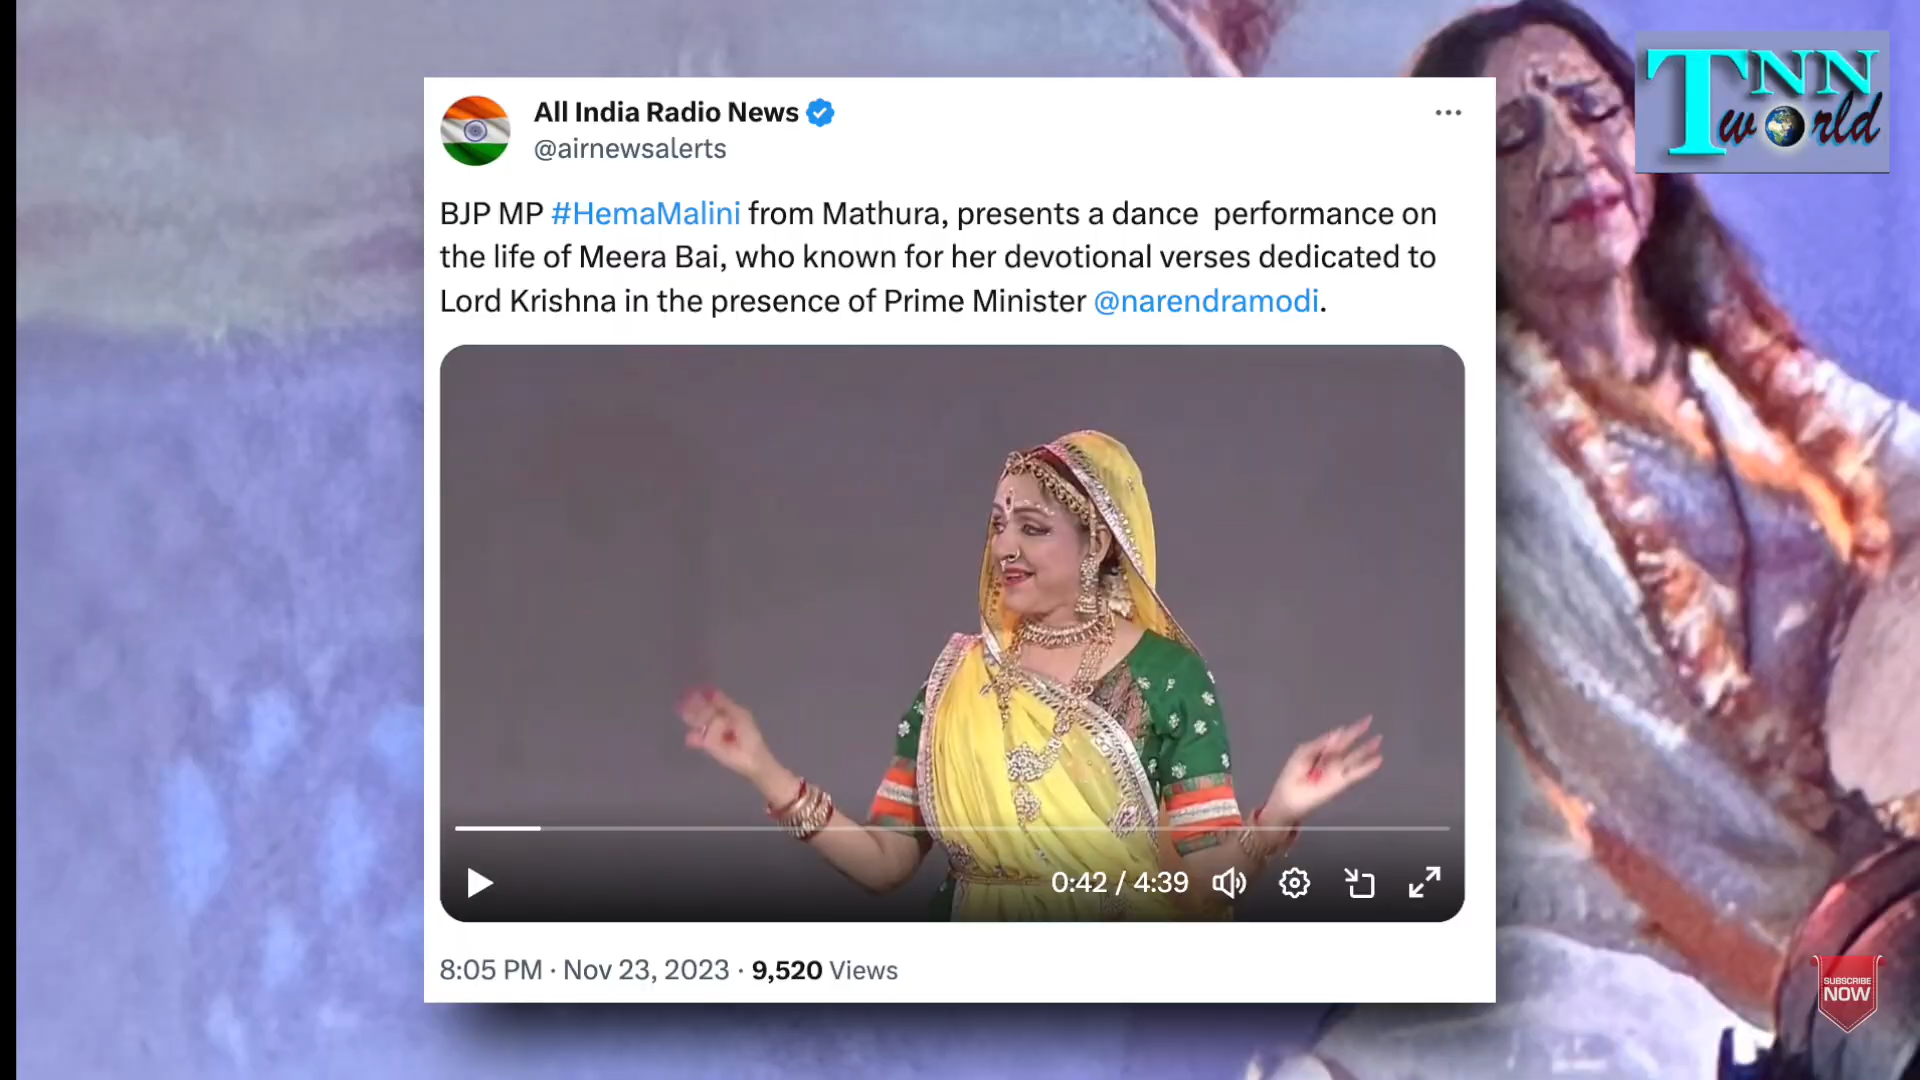 All India Radio News
@airnewsalerts
BJP MP #HemaMalini from Mathura, presents a dance performance on
the life of Meera Bai, who known for her devotional verses dedicated to
Lord Krishna in the presence of Prime Minister @narendramodi.
0:42 / 4:39
8:05 PM · Nov 23, 2023 · 9,520 Views
TNN
world
SUBSCRIBE
NOW